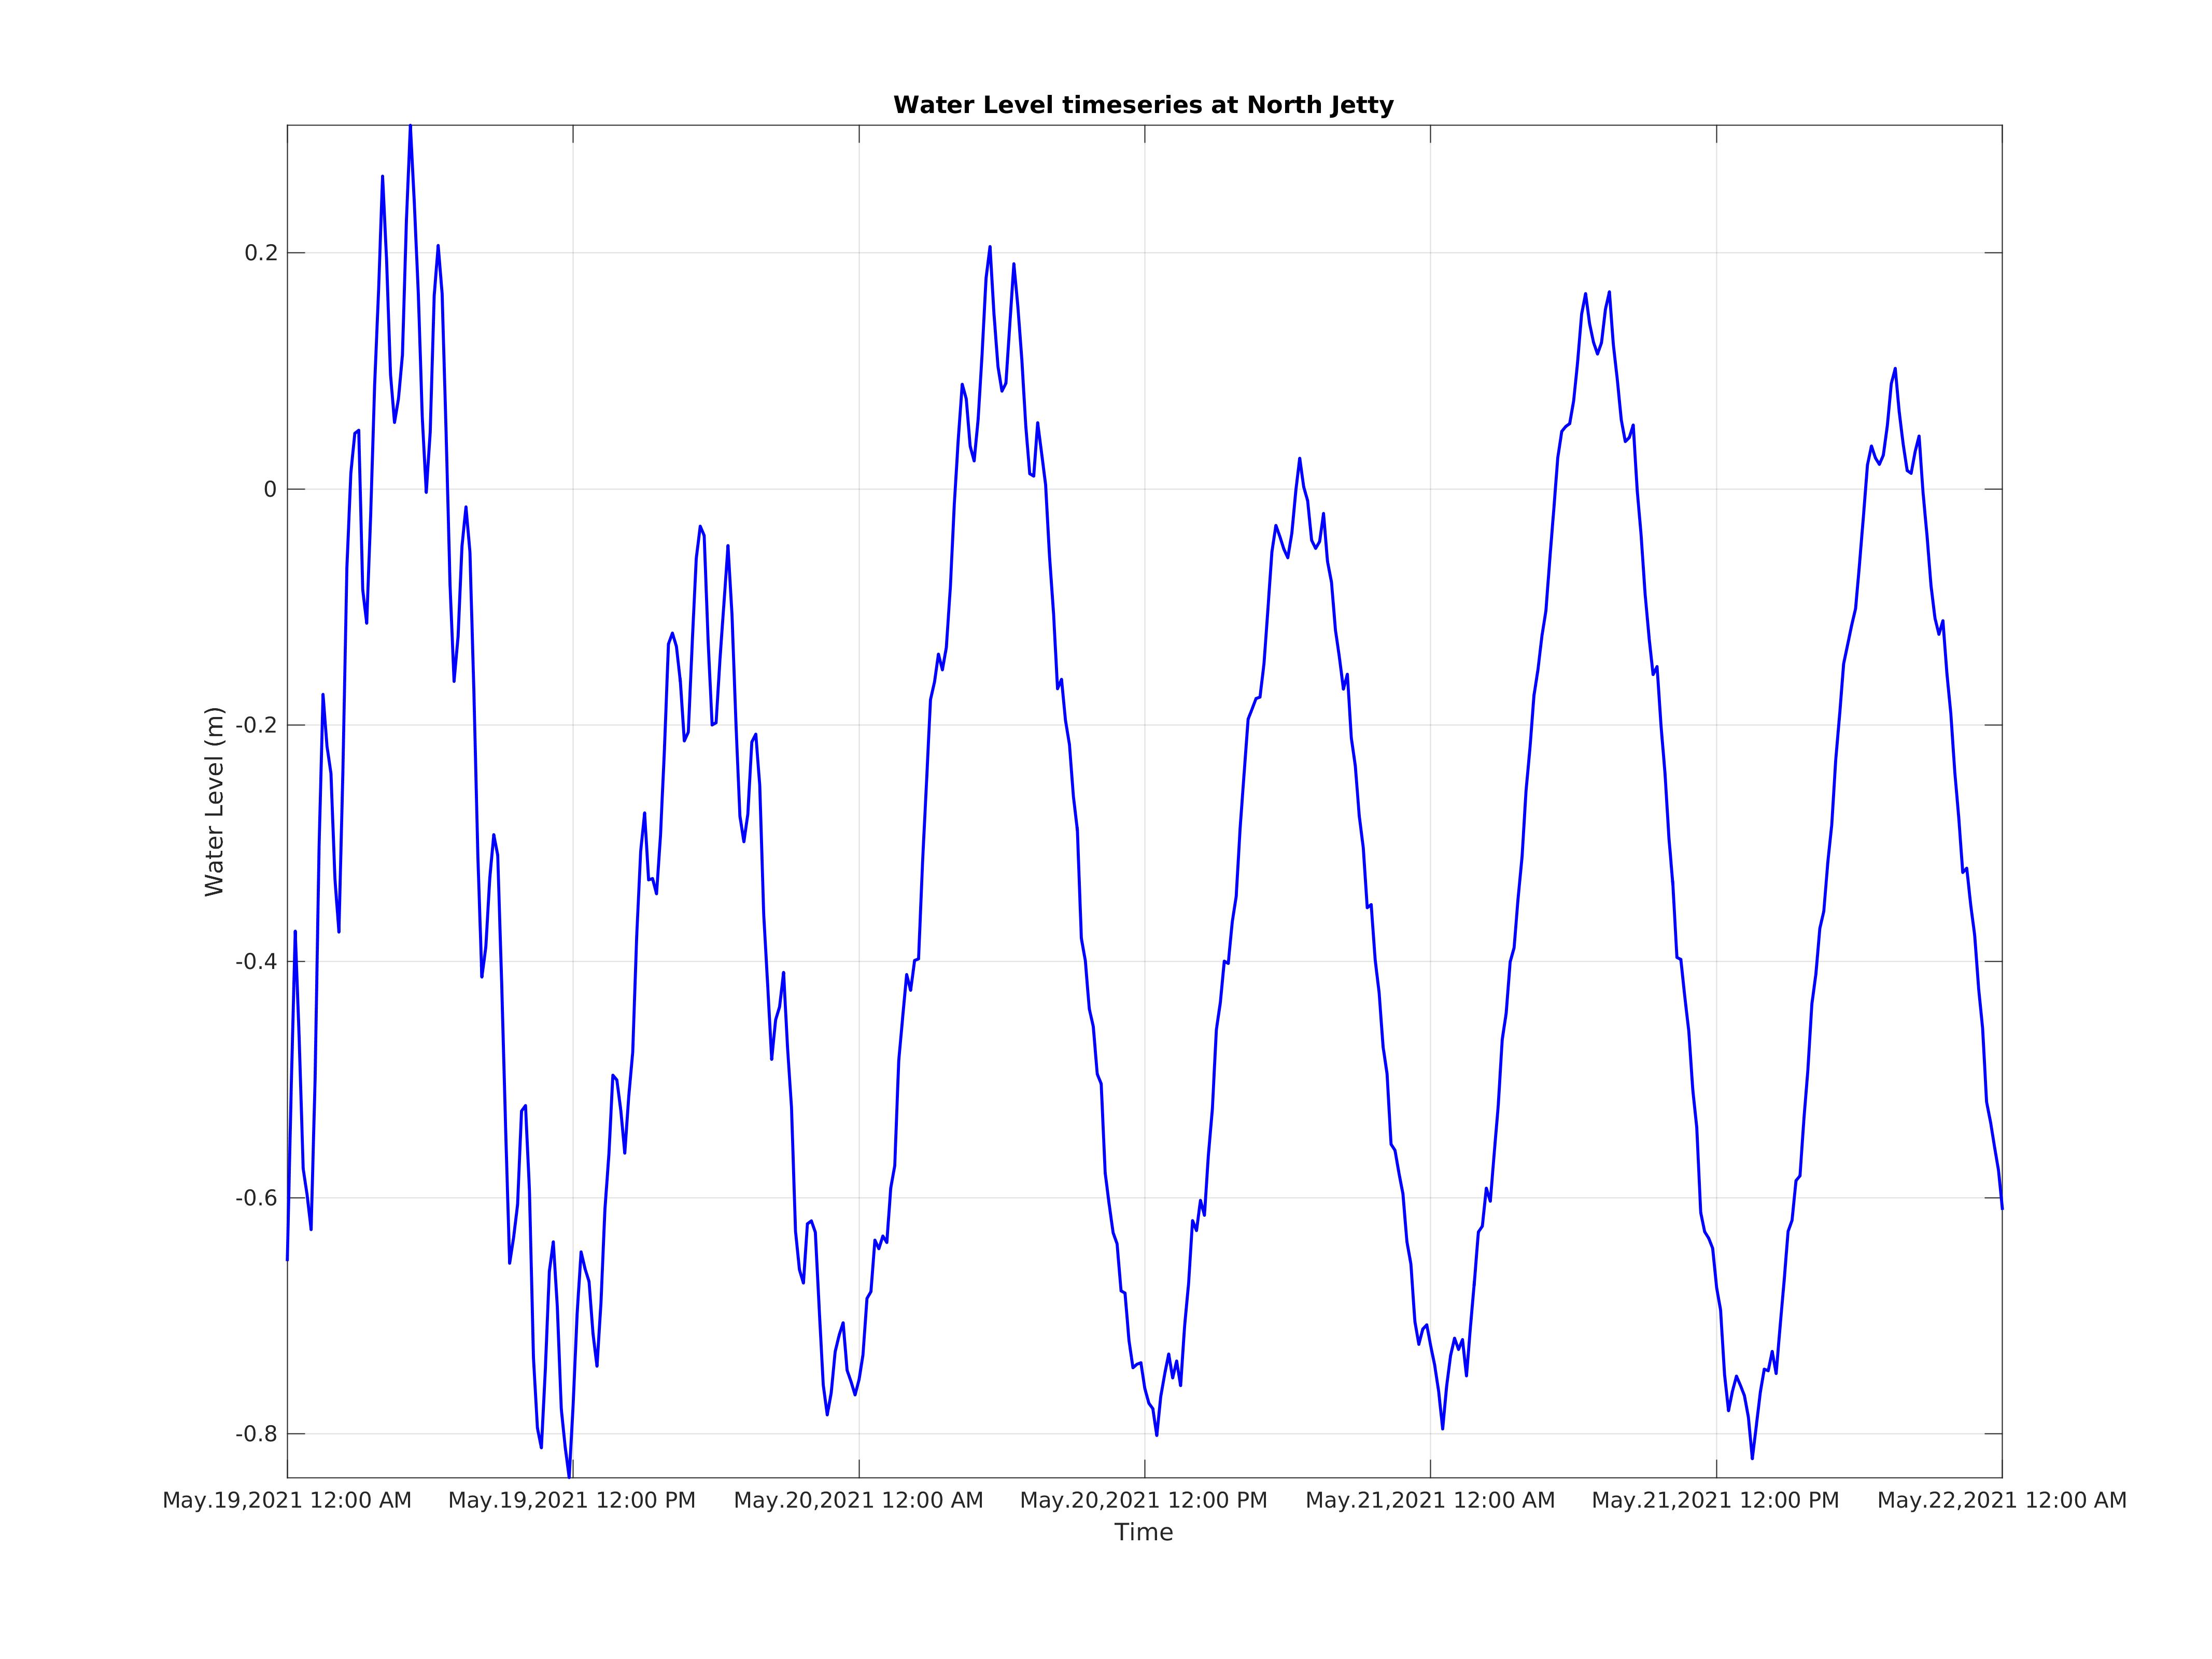 Water Level timeseries at North Jetty
Water Level (m)
0.2
0
-0.2
-0.4
-0.6
-0.8
May.19,2021 12:00 AM
May.19,2021 12:00 PM
May.20,2021 12:00 AM
May.20,2021 12:00 PM
May.21,2021 12:00 AM
May.21,2021 12:00 PM
May.22,2021 12:00 AM
Time